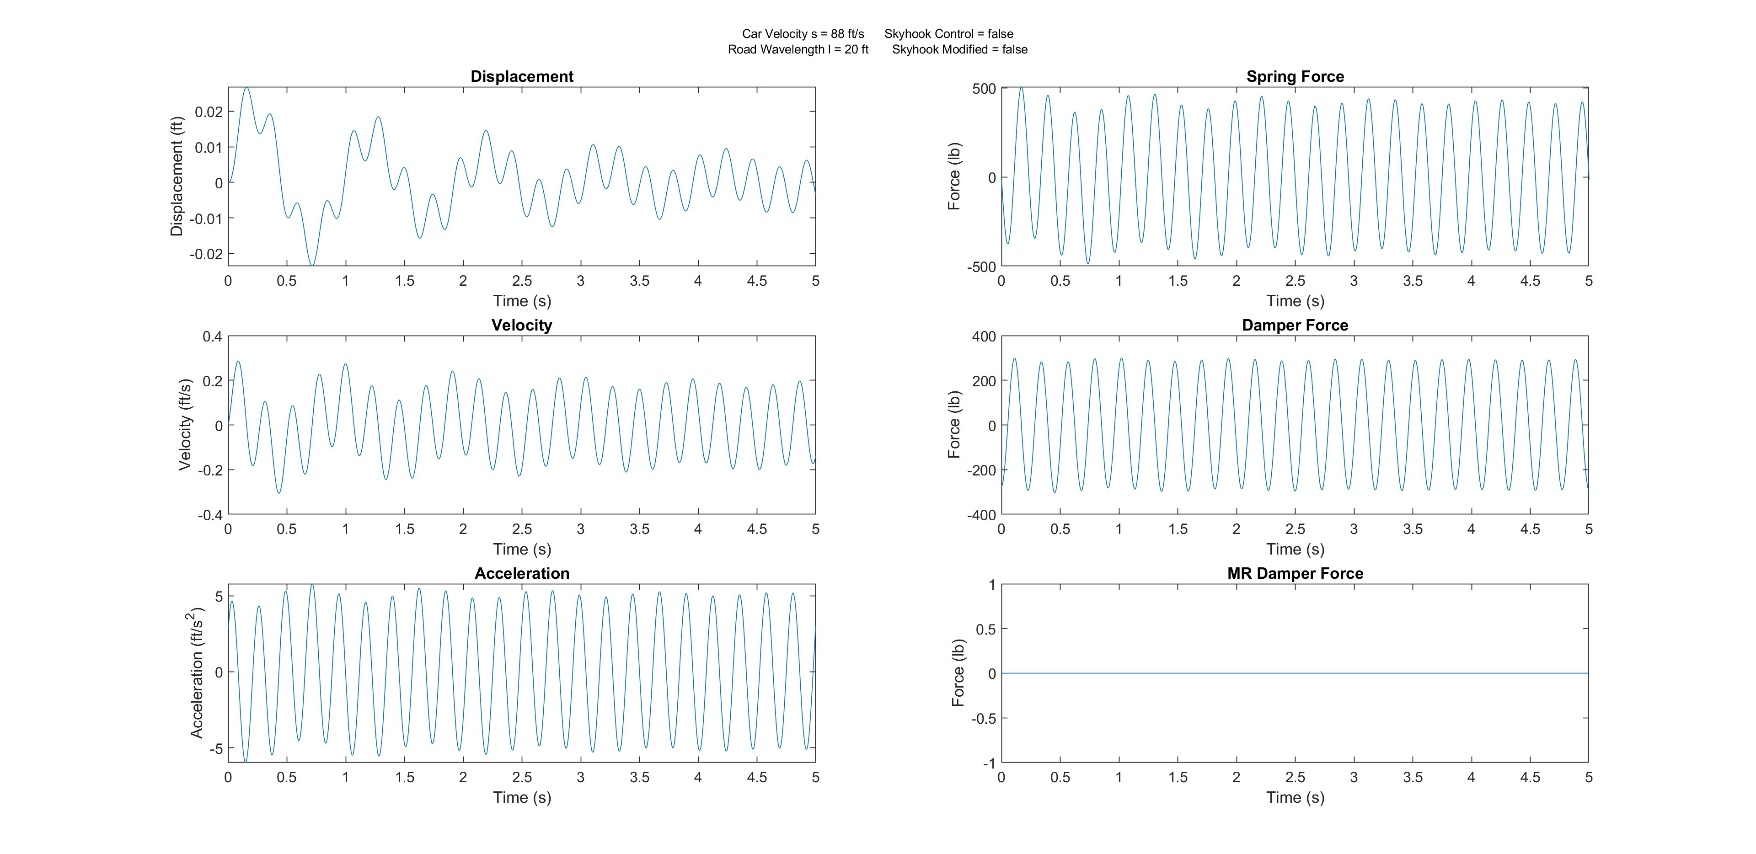 Car Velocity s = 88 ft/s Skyhook Control = false
Road Wavelength l = 20 ft Skyhook Modified = false
Displacement
0.02
0.01
0
-0.01
-0.02
Displacement (ft)
0 0.5 1 1.5 2 2.5 3 3.5 4 4.5 5
Time (s)
Spring Force
500
0
-500
Force (lb)
0 0.5 1 1.5 2 2.5 3 3.5 4 4.5 5
Time (s)
Velocity
0.4
0.2
0
-0.2
-0.4
Velocity (ft/s)
0 0.5 1 1.5 2 2.5 3 3.5 4 4.5 5
Time (s)
Damper Force
400
200
0
-200
-400
Force (lb)
0 0.5 1 1.5 2 2.5 3 3.5 4 4.5 5
Time (s)
Acceleration
5
0
-5
Acceleration (ft/s²)
0 0.5 1 1.5 2 2.5 3 3.5 4 4.5 5
Time (s)
MR Damper Force
1
0.5
0
-0.5
-1
Force (lb)
0 0.5 1 1.5 2 2.5 3 3.5 4 4.5 5
Time (s)